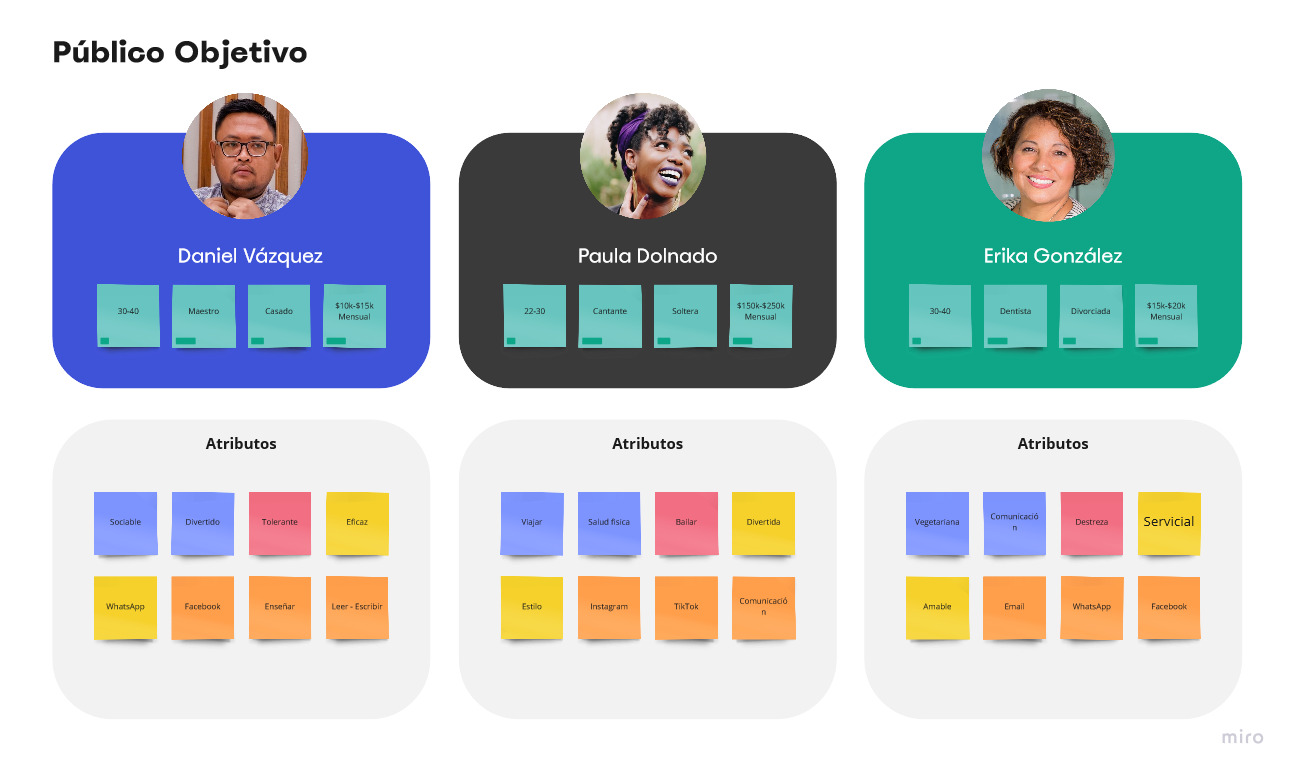 Público Objetivo
Daniel Vázquez
30-40
Maestro
Casado
$10k-$15k
Mensual
Paula Dolnado
22-30
Cantante
Soltera
$150k-$250k
Mensual
Erika González
30-40
Dentista
Divorciada
$15k-$20k
Mensual
Atributos
Sociable
Divertido
Tolerante
Eficaz
WhatsApp
Facebook
Enseñar
Leer - Escribir
Atributos
Viajar
Salud fisica
Bailar
Divertida
Estilo
Instagram
TikTok
Comunicació
n
Atributos
Vegetariana
Comunicació
n
Destreza
Servicial
Amable
Email
WhatsApp
Facebook
miro